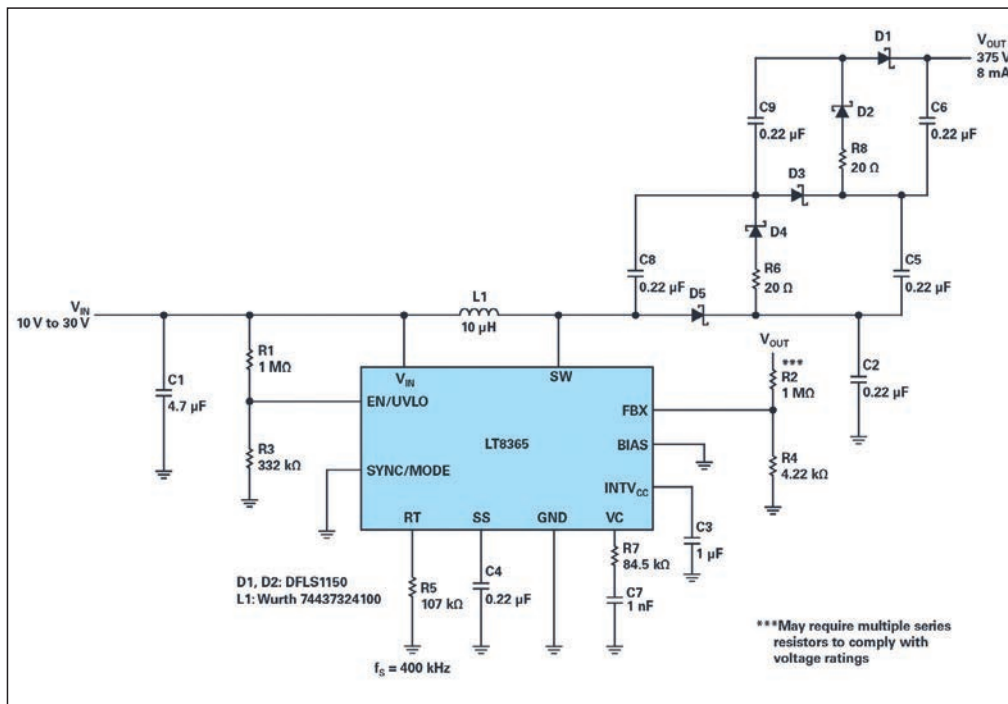 D1
VOUT
375 V
8 mA
C9
0.22 µF
D2
C6
0.22 µF
R8
20 Ω
D3
D4
C8
0.22 µF
R6
20 Ω
C5
0.22 µF
VIN
10 V to 30 V
L1
10 µH
D5
VOUT
R1
1 MΩ
***
R2
1 MΩ
C2
0.22 µF
C1
4.7 µF
VIN
SW
EN/UVLO
FBX
LT8365
BIAS
R3
332 kΩ
SYNC/MODE
R4
4.22 kΩ
INTVCC
RT
SS
GND
VC
C3
1 µF
R7
84.5 kΩ
D1, D2: DFLS1150
L1: Wurth 74437324100
R5
107 kΩ
C4
0.22 µF
C7
1 nF
fS = 400 kHz
***May require multiple series
resistors to comply with
voltage ratings